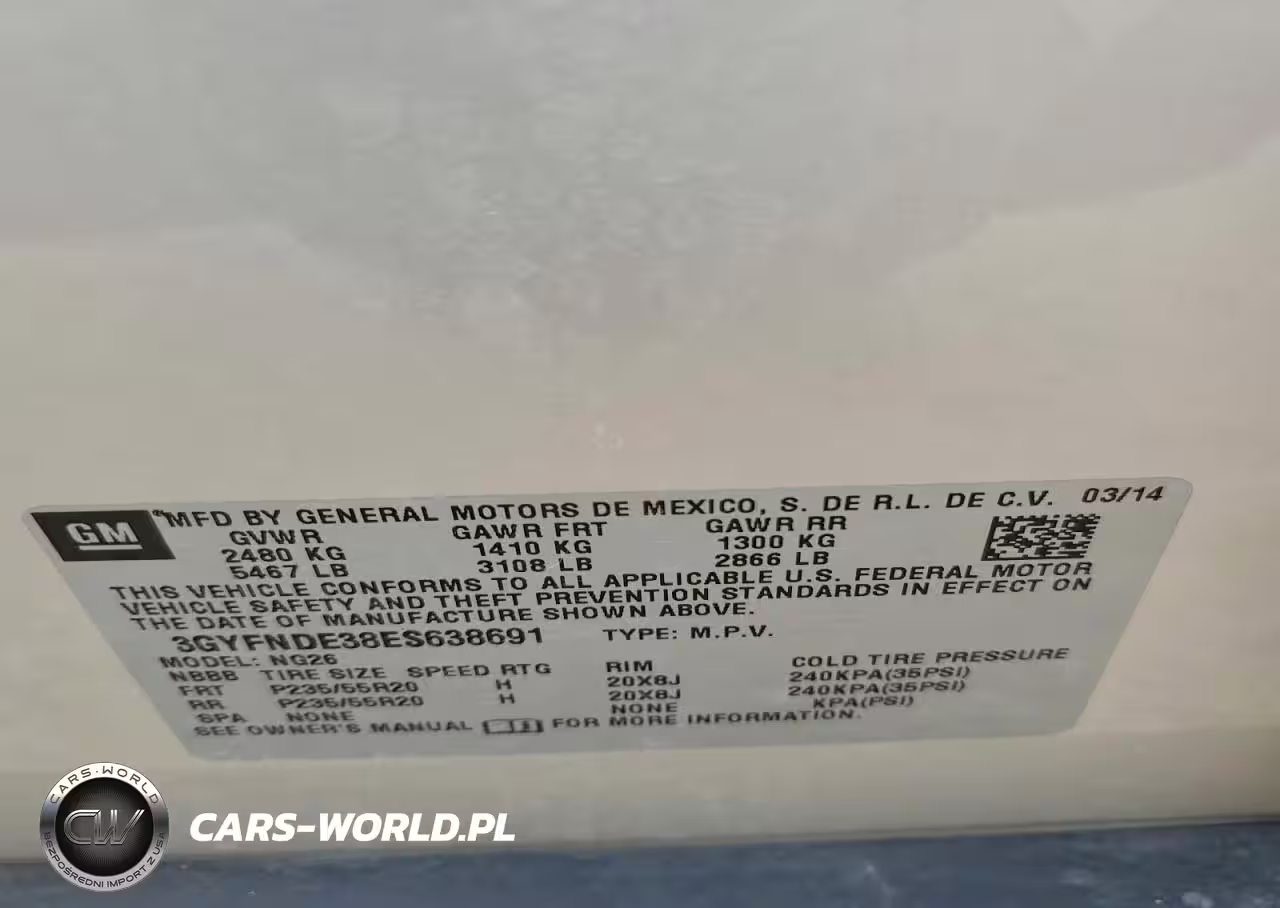 GM
® MFD BY GENERAL MOTORS DE MEXICO, S. DE R.L. DE C.V. 03/14
GVWR GAWR FRT GAWR RR
2480 KG 1410 KG 1300 KG
5467 LB 3108 LB 2866 LB
THIS VEHICLE CONFORMS TO ALL APPLICABLE U.S. FEDERAL MOTOR
VEHICLE SAFETY AND THEFT PREVENTION STANDARDS IN EFFECT ON
THE DATE OF MANUFACTURE SHOWN ABOVE.
3GYFNDE38ES638691 TYPE: M.P.V.
MODEL: NG26
NBBB TIRE SIZE SPEED RTG RIM COLD TIRE PRESSURE
FRT P235/55R20 H 20X8J 240KPA(35PSI)
RR P235/55R20 H 20X8J 240KPA(35PSI)
SPA NONE NONE KPA(PSI)
SEE OWNER'S MANUAL FOR MORE INFORMATION.
CARS-WORLD
CW
BEZPOŚREDNI IMPORT Z USA
CARS-WORLD.PL